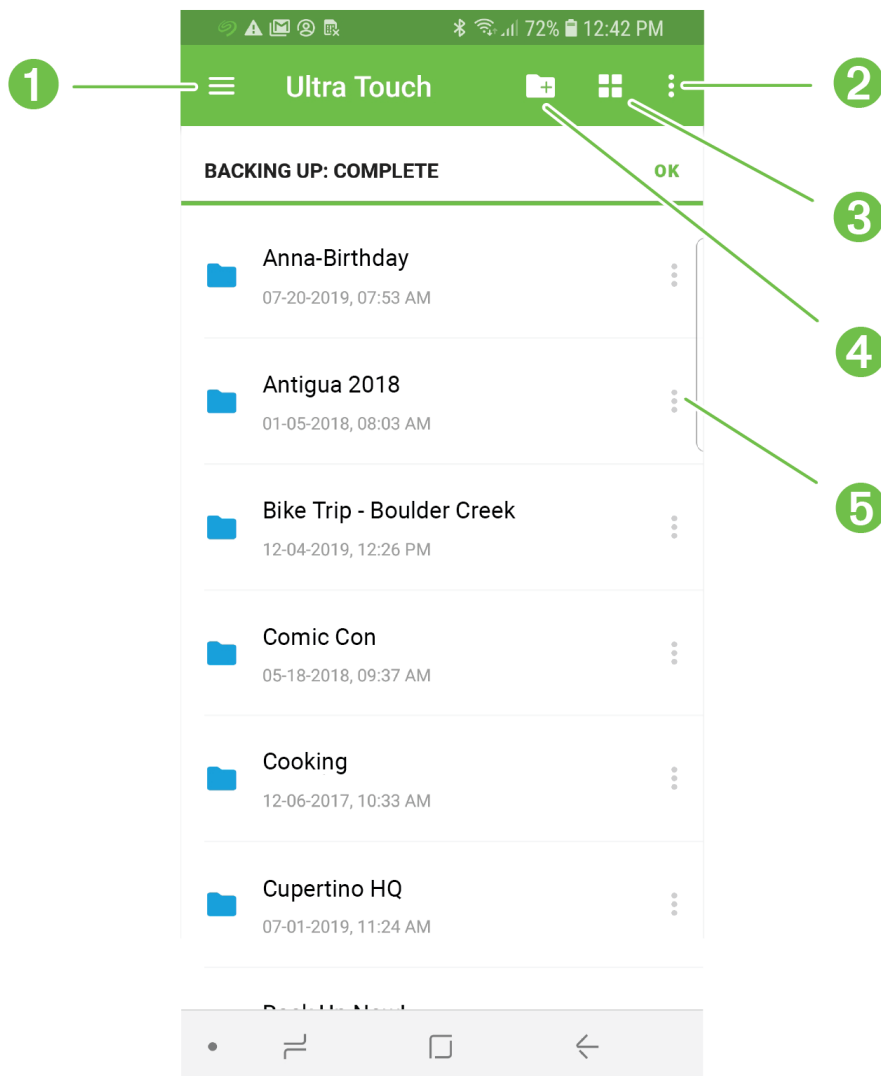 72% 12:42 PM
1
Ultra Touch
2
BACKING UP: COMPLETE OK
3
Anna-Birthday
07-20-2019, 07:53 AM
4
Antigua 2018
01-05-2018, 08:03 AM
5
Bike Trip - Boulder Creek
12-04-2019, 12:26 PM
Comic Con
05-18-2018, 09:37 AM
Cooking
12-06-2017, 10:33 AM
Cupertino HQ
07-01-2019, 11:24 AM